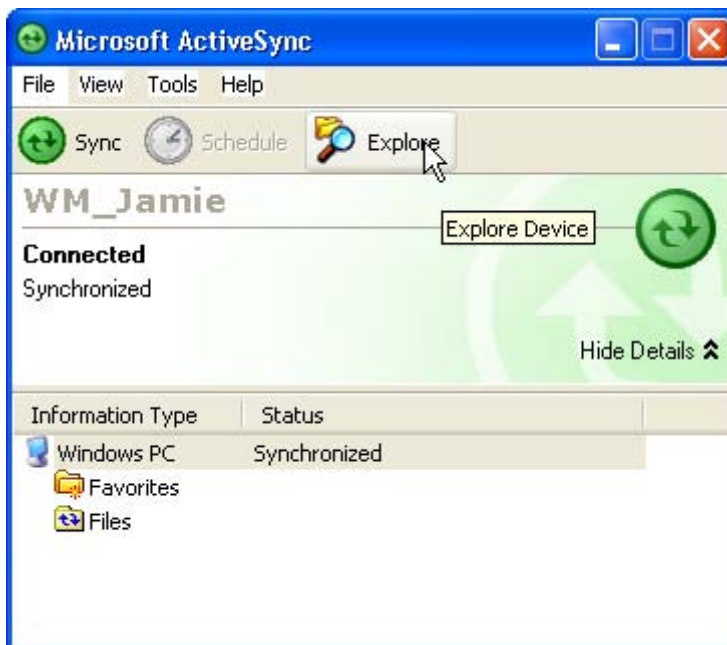 Microsoft ActiveSync
File View Tools Help
Sync Schedule Explore
WM_Jamie
Explore Device
Connected
Synchronized
Hide Details
Information Type Status
Windows PC Synchronized
Favorites
Files